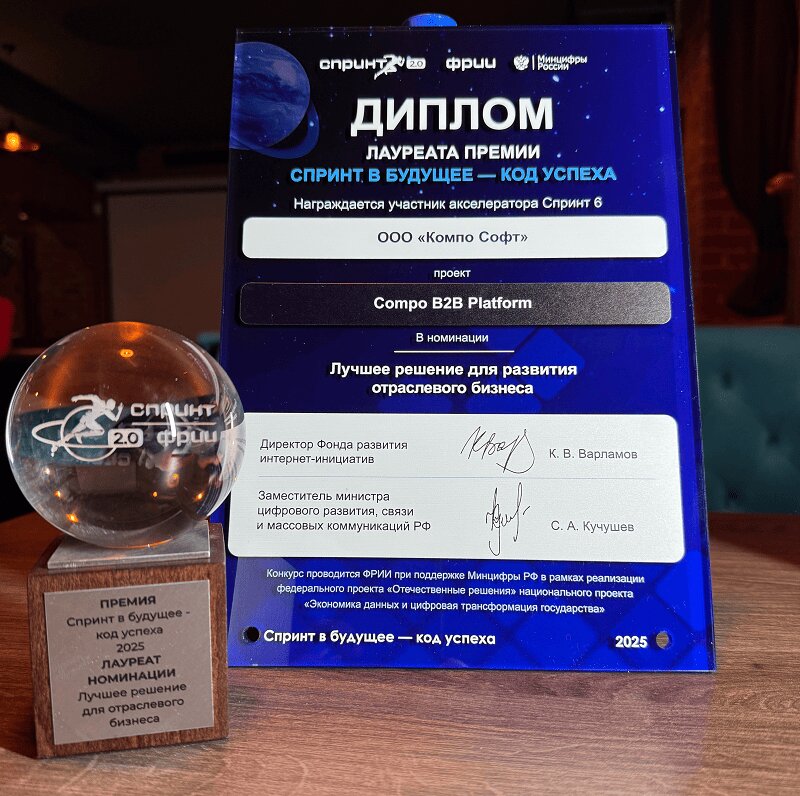 спринт 2.0 фрии Минцифры России
ДИПЛОМ
ЛАУРЕАТА ПРЕМИИ
СПРИНТ В БУДУЩЕЕ — КОД УСПЕХА
Награждается участник акселератора Спринт 6
ООО «Компо Софт»
проект
Compo B2B Platform
В номинации
Лучшее решение для развития
отраслевого бизнеса
Директор Фонда развития
интернет-инициатив
К. В. Варламов
Заместитель министра
цифрового развития, связи
и массовых коммуникаций РФ
С. А. Кучушев
Конкурс проводится ФРИИ при поддержке Минцифры РФ в рамках реализации
федерального проекта «Отечественные решения» национального проекта
«Экономика данных и цифровая трансформация государства»
Спринт в будущее — код успеха 2025
спринт
2.0 фрии
ПРЕМИЯ
Спринт в будущее -
код успеха
2025
ЛАУРЕАТ
НОМИНАЦИИ
Лучшее решение
для отраслевого
бизнеса